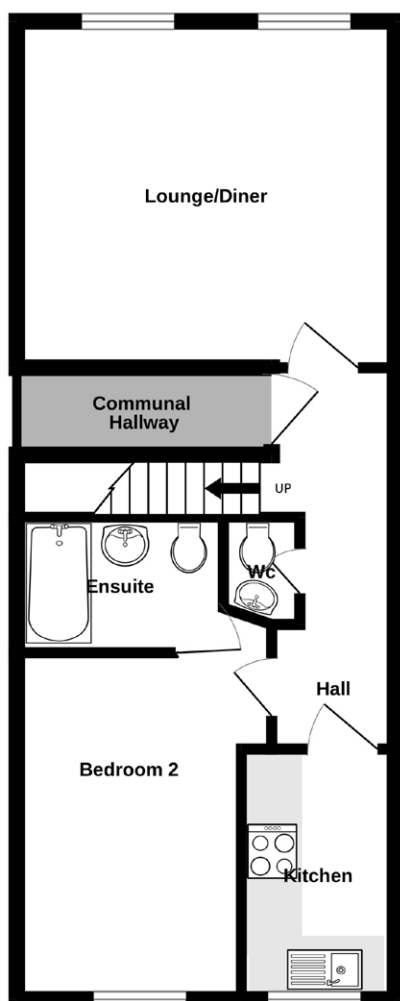 Lounge/Diner
Communal
Hallway
UP
Wc
Ensuite
Hall
Bedroom 2
Kitchen